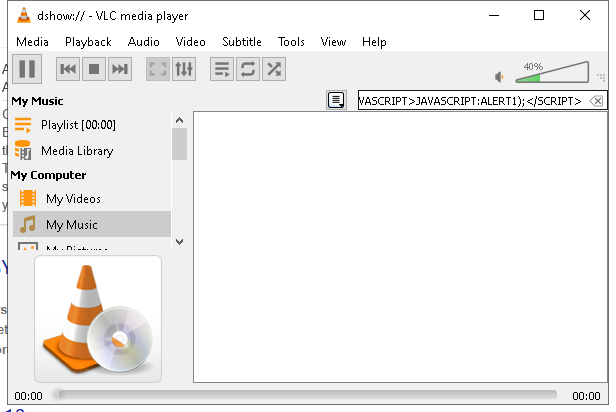 dshow:// - VLC media player
Media Playback Audio Video Subtitle Tools View Help
40%
My Music
VASCRIPT>JAVASCRIPT:ALERT1);</SCRIPT>
Playlist [00:00]
Media Library
My Computer
My Videos
My Music
My Pictures
00:00 00:00